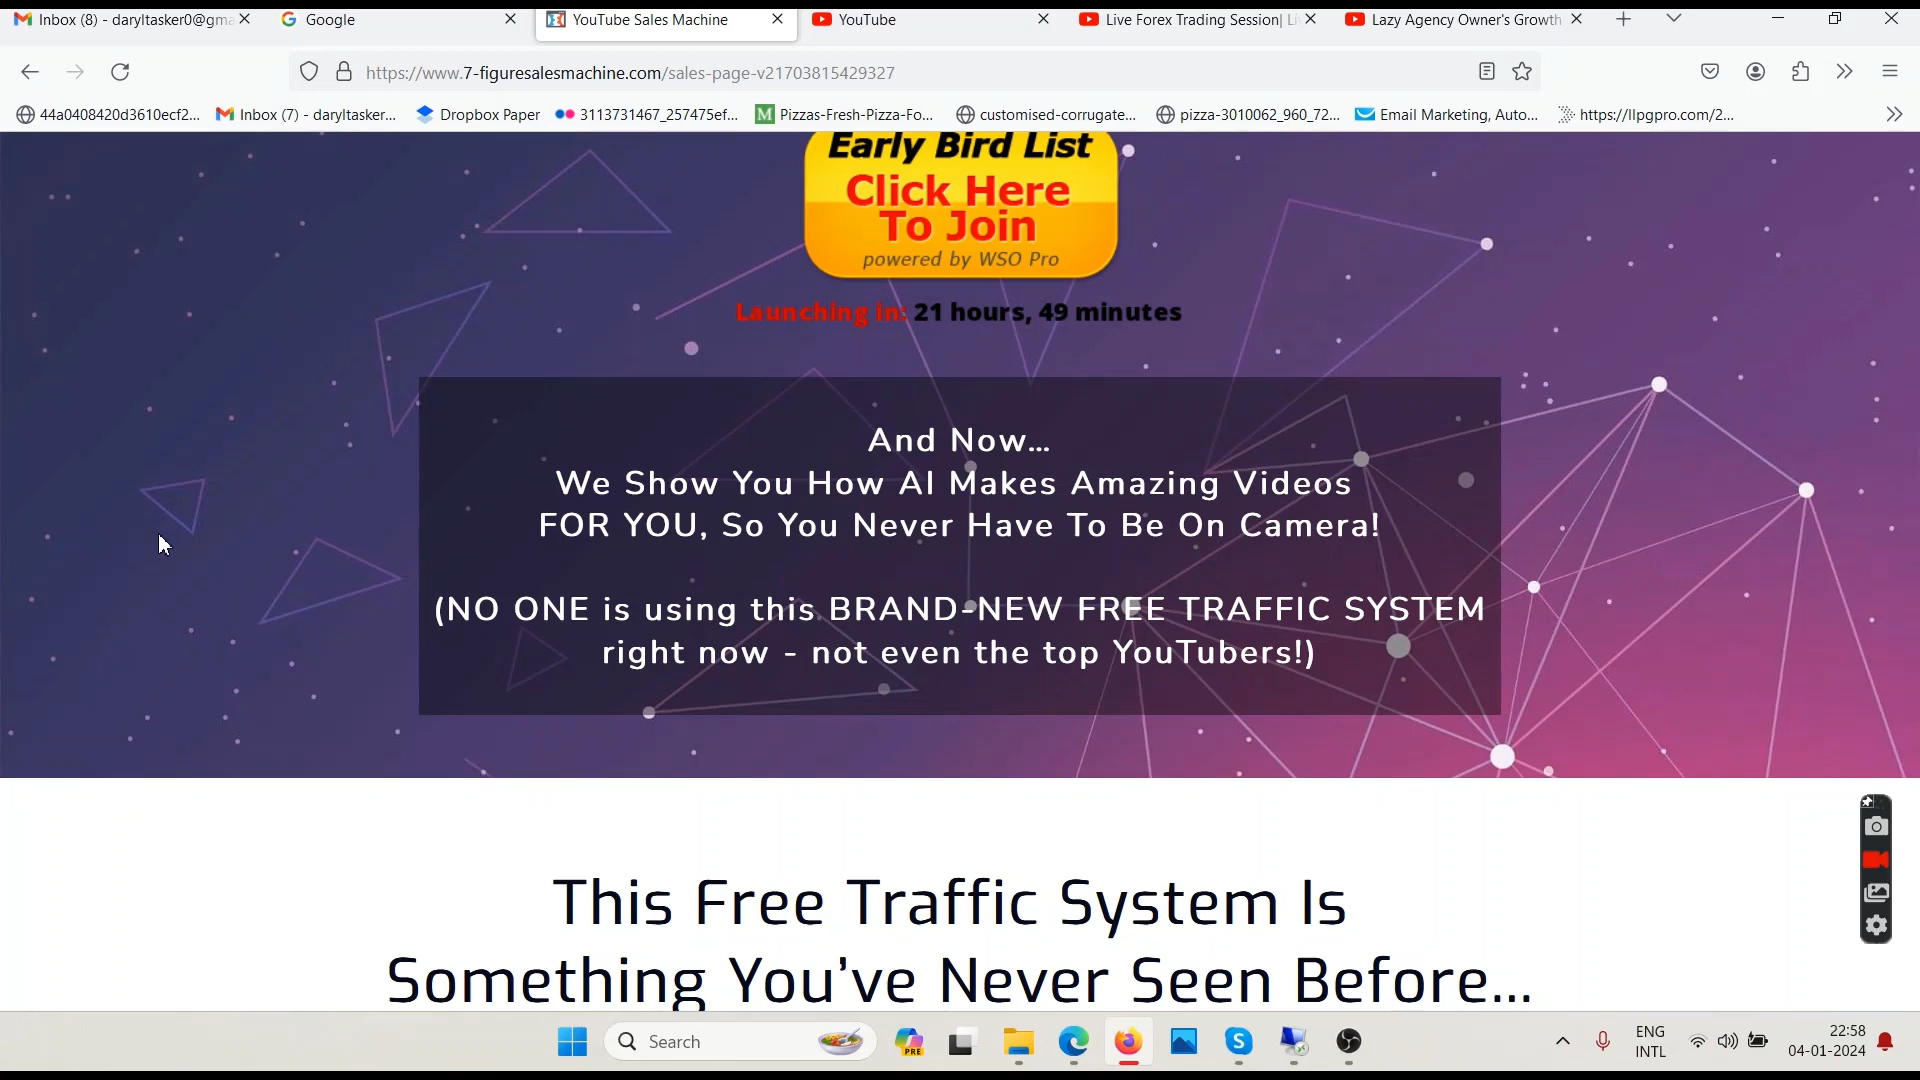 Inbox (8) - daryltasker0@gma
Google
YouTube Sales Machine
YouTube
Live Forex Trading Session| Li
Lazy Agency Owner's Growth
https://www.7-figuresalesmachine.com/sales-page-v21703815429327
44a0408420d3610ecf2...
Inbox (7) - daryltasker...
Dropbox Paper
3113731467_257475ef...
Pizzas-Fresh-Pizza-Fo...
customised-corrugate...
pizza-3010062_960_72...
Email Marketing, Auto...
https://llpgpro.com/2...
Early Bird List
Click Here
To Join
powered by WSO Pro
Launching in: 21 hours, 49 minutes
And Now...
We Show You How AI Makes Amazing Videos
FOR YOU, So You Never Have To Be On Camera!
(NO ONE is using this BRAND-NEW FREE TRAFFIC SYSTEM
right now - not even the top YouTubers!)
This Free Traffic System Is
Something You've Never Seen Before...
Search
PRE
ENG
INTL
22:58
04-01-2024